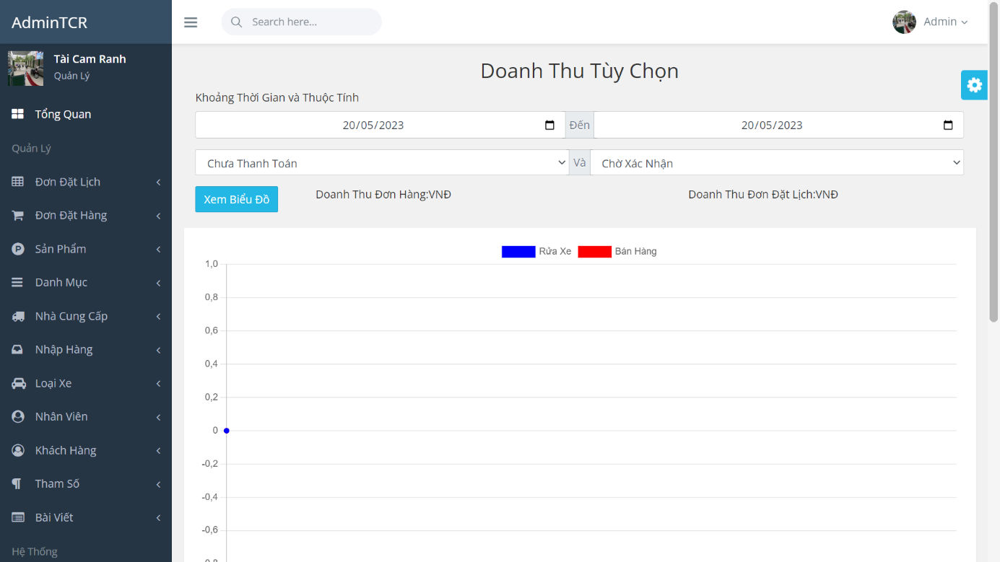 AdminTCR
Search here...
Admin
Tài Cam Ranh
Quản Lý
Tổng Quan
Quản Lý
Đơn Đặt Lịch
Đơn Đặt Hàng
Sản Phẩm
Danh Mục
Nhà Cung Cấp
Nhập Hàng
Loại Xe
Nhân Viên
Khách Hàng
Tham Số
Bài Viết
Hệ Thống
Doanh Thu Tùy Chọn
Khoảng Thời Gian và Thuộc Tính
20/05/2023 Đến 20/05/2023
Chưa Thanh Toán Và Chờ Xác Nhận
Xem Biểu Đồ Doanh Thu Đơn Hàng:VNĐ Doanh Thu Đơn Đặt Lịch:VNĐ
Rửa Xe Bán Hàng
1,0
0,8
0,6
0,4
0,2
0
-0,2
-0,4
-0,6
-0,8